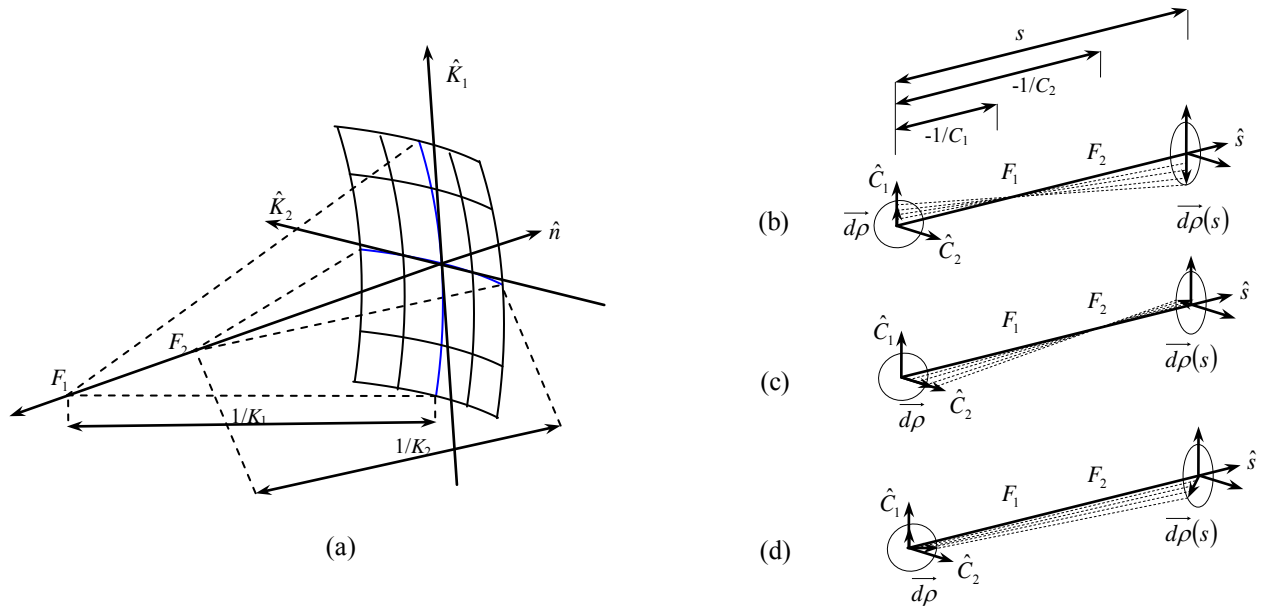 K̂₁
K̂₂
n̂
F₂
F₁
1/K₁
1/K₂
(a)
s
-1/C₂
-1/C₁
F₁
F₂
ŝ
Ĉ₁
dρ⃗
Ĉ₂
dρ⃗(s)
(b)
F₁
F₂
ŝ
Ĉ₁
Ĉ₂
dρ⃗
dρ⃗(s)
(c)
F₁
F₂
ŝ
Ĉ₁
Ĉ₂
dρ⃗
dρ⃗(s)
(d)